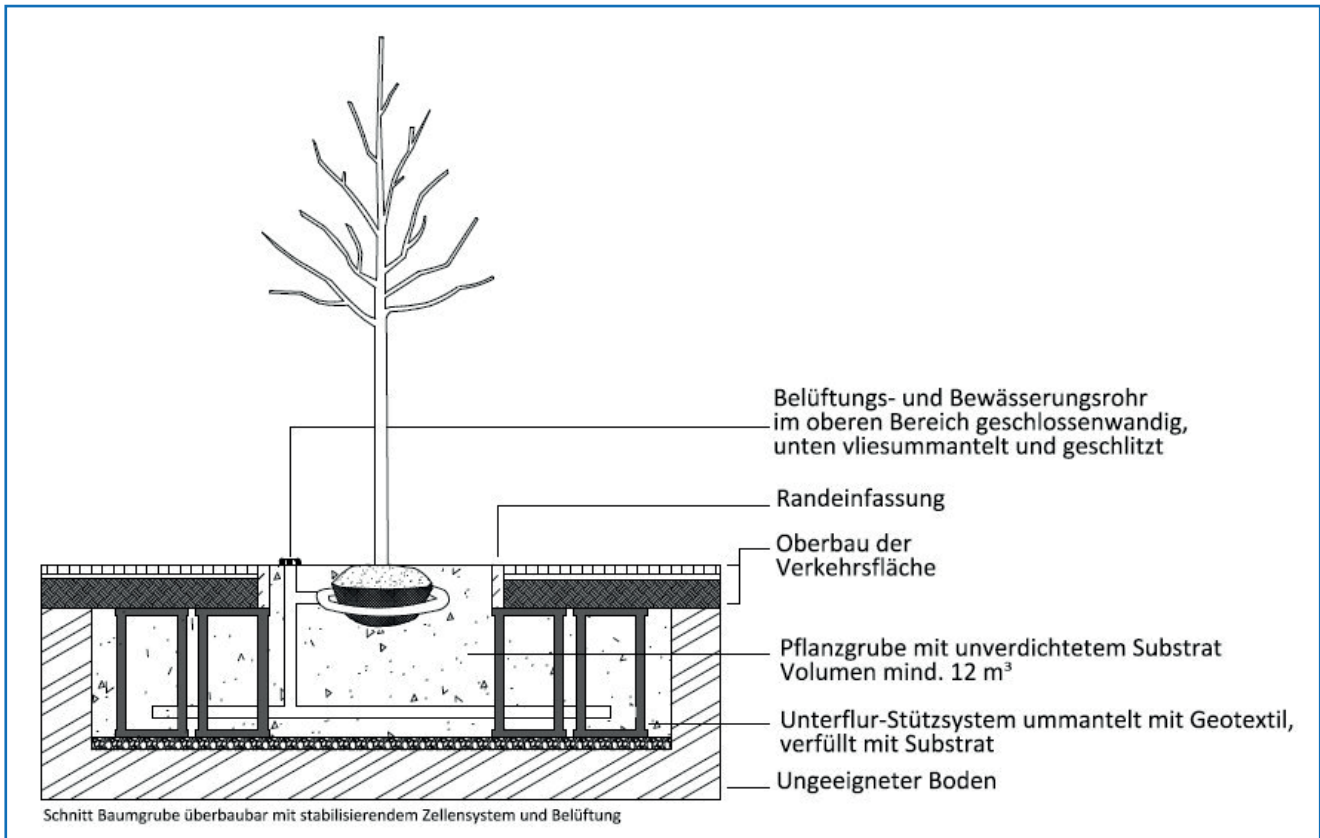 Belüftungs- und Bewässerungsrohr
im oberen Bereich geschlossenwandig,
unten vliesummantelt und geschlitzt
Randeinfassung
Oberbau der
Verkehrsfläche
Pflanzgrube mit unverdichtetem Substrat
Volumen mind. 12 m³
Unterflur-Stützsystem ummantelt mit Geotextil,
verfüllt mit Substrat
Ungeeigneter Boden
Schnitt Baumgrube überbaubar mit stabilisierendem Zellensystem und Belüftung